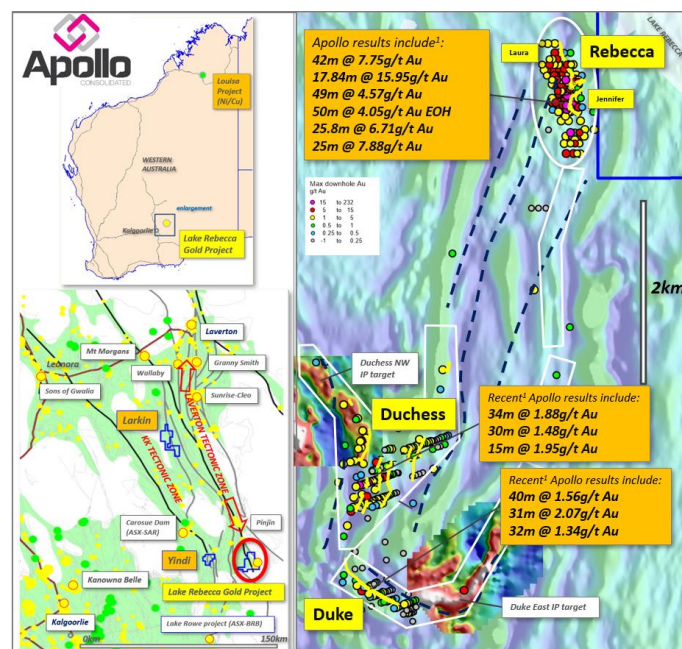 Apollo
CONSOLIDATED
Louisa
Project
(Ni/Cu)
WESTERN
AUSTRALIA
enlargement
Kalgoorlie
Lake Rebecca
Gold Project
Laverton
Mt Morgans
Leonora
Wallaby
Granny Smith
Sons of Gwalia
Sunrise-Cleo
Larkin
LAVERTON TECTONIC ZONE
KK TECTONIC ZONE
Carosue Dam
(ASX-SAR)
Pinjin
Yindi
Kanowna Belle
Lake Rebecca Gold Project
Kalgoorlie
Lake Rowe project (ASX-BRB)
0km
150km
Apollo results include¹:
42m @ 7.75g/t Au
17.84m @ 15.95g/t Au
49m @ 4.57g/t Au
50m @ 4.05g/t Au EOH
25.8m @ 6.71g/t Au
25m @ 7.88g/t Au
Laura
Rebecca
LAKE REBECCA
Jennifer
Max downhole Au
g/t Au
15 to 232
5 to 15
1 to 5
0.5 to 1
0.25 to 0.5
-1 to 0.25
2km
Duchess NW
IP target
Duchess
Recent¹ Apollo results include:
34m @ 1.88g/t Au
30m @ 1.48g/t Au
15m @ 1.95g/t Au
Recent¹ Apollo results include:
40m @ 1.56g/t Au
31m @ 2.07g/t Au
32m @ 1.34g/t Au
Duke
Duke East IP target